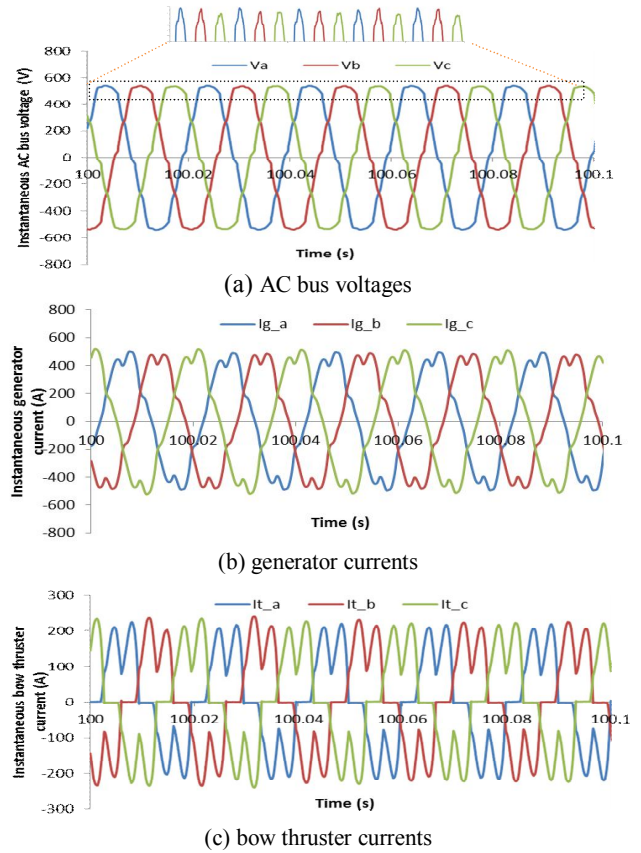 Va Vb Vc
Instantaneous AC bus voltage (V)
800
600
400
200
0
-200
-400
-600
-800
100 100.02 100.04 100.06 100.08 100.1
Time (s)
(a) AC bus voltages
Ig_a Ig_b Ig_c
Instantaneous generator
current (A)
800
600
400
200
0
-200
-400
-600
-800
100 100.02 100.04 100.06 100.08 100.1
Time (s)
(b) generator currents
It_a It_b It_c
Instantaneous bow thruster
current (A)
300
200
100
0
-100
-200
-300
100 100.02 100.04 100.06 100.08 100.1
Time (s)
(c) bow thruster currents